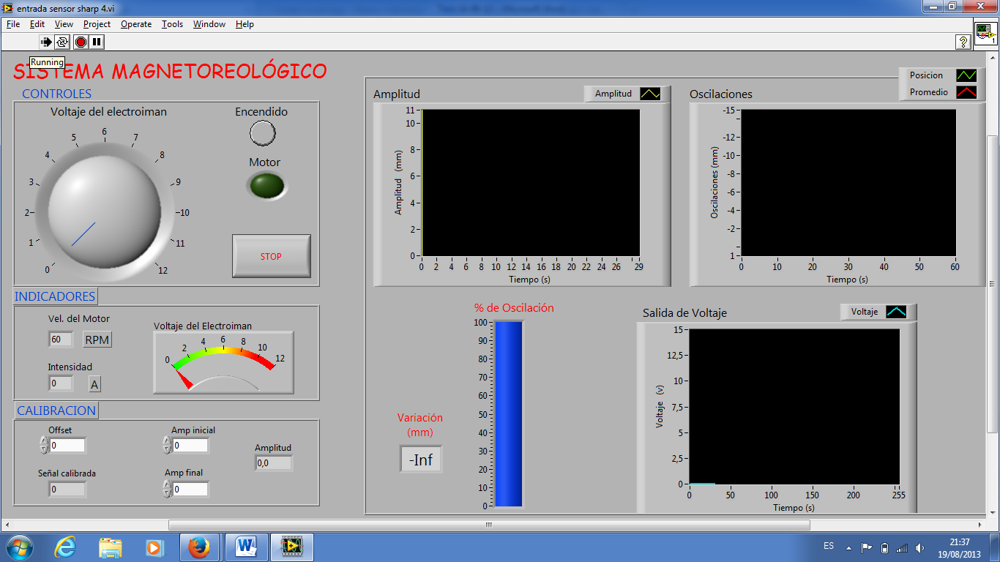 entrada sensor sharp 4.vi
File Edit View Project Operate Tools Window Help
Running
1
SISTEMA MAGNETOREOLÓGICO
CONTROLES
Voltaje del electroiman
0 1 2 3 4 5 6 7 8 9 10 11 12
Encendido
Motor
STOP
INDICADORES
Vel. del Motor
60 RPM
Intensidad
0 A
Voltaje del Electroiman
0 2 4 6 8 10 12
CALIBRACION
Offset
0
Señal calibrada
0
Amp inicial
0
Amp final
0
Amplitud
0,0
Amplitud
Amplitud
11
10
8
6
4
2
0
Amplitud (mm)
0 2 4 6 8 10 12 14 16 18 20 22 24 26 29
Tiempo (s)
Oscilaciones
Posicion
Promedio
-15
-12
-10
-8
-6
-4
-2
1
Oscilaciones (mm)
0 10 20 30 40 50 60
Tiempo (s)
% de Oscilación
100
90
80
70
60
50
40
30
20
10
0
Variación
(mm)
-Inf
Salida de Voltaje
Voltaje
15
12,5
10
7,5
5
2,5
0
Voltaje (v)
0 50 100 150 200 255
Tiempo (s)
ES
21:37
19/08/2013